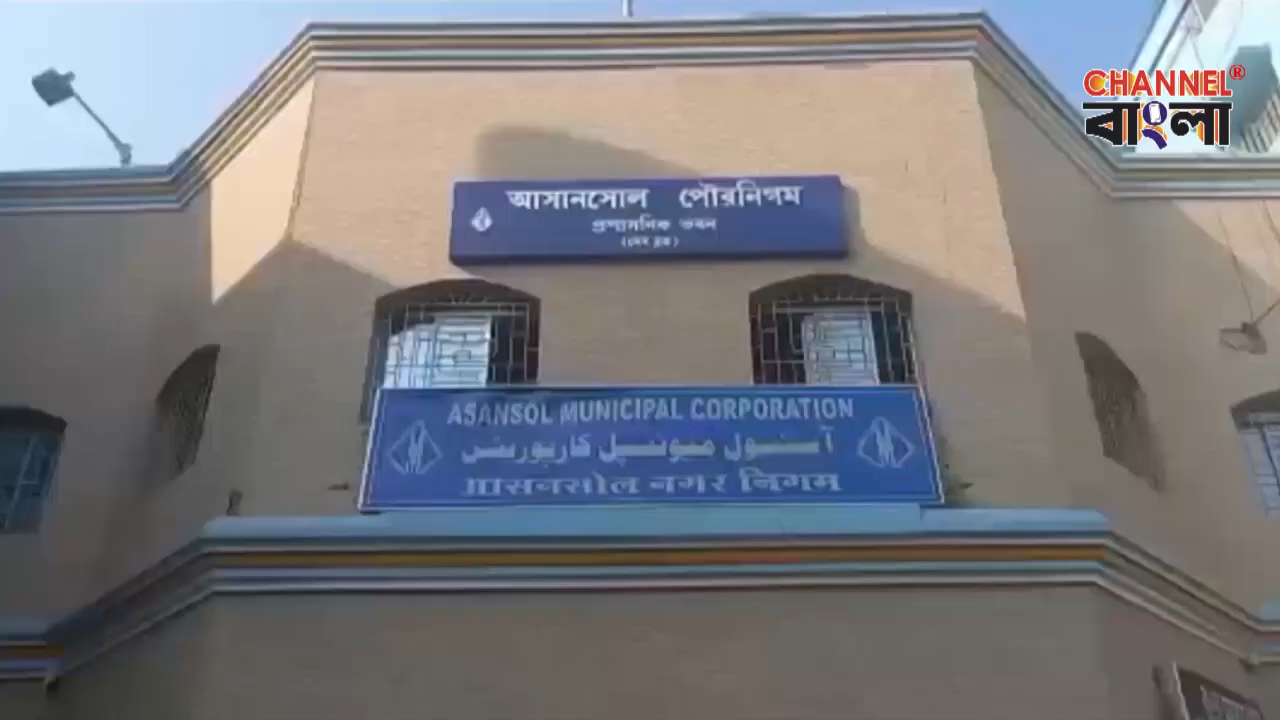 CHANNEL®
বাংলা
আসানসোল পৌরনিগম
প্রশাসনিক ভবন
ASANSOL MUNICIPAL CORPORATION
آسنسول میونسپل کارپوریشن
आसनसोल नगर निगम